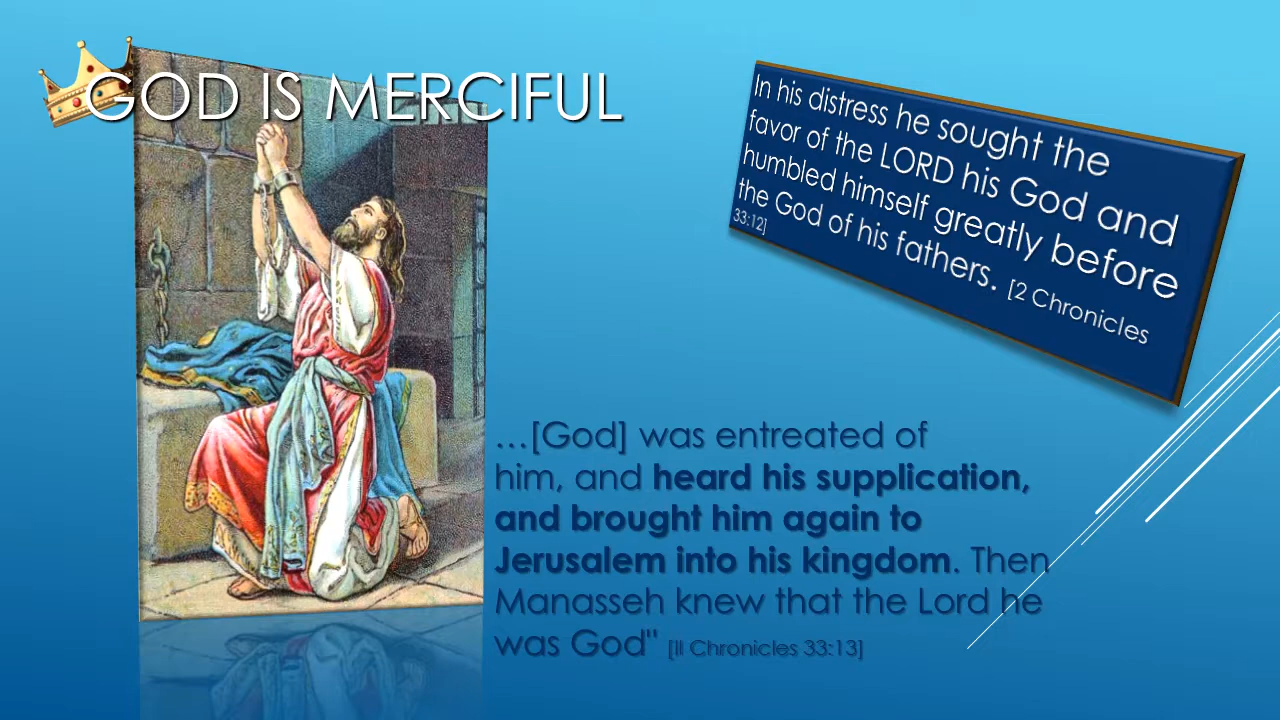 GOD IS MERCIFUL
In his distress he sought the
favor of the LORD his God and
humbled himself greatly before
the God of his fathers. [2 Chronicles
33:12]
…[God] was entreated of
him, and heard his supplication,
and brought him again to
Jerusalem into his kingdom. Then
Manasseh knew that the Lord he
was God" [II Chronicles 33:13]